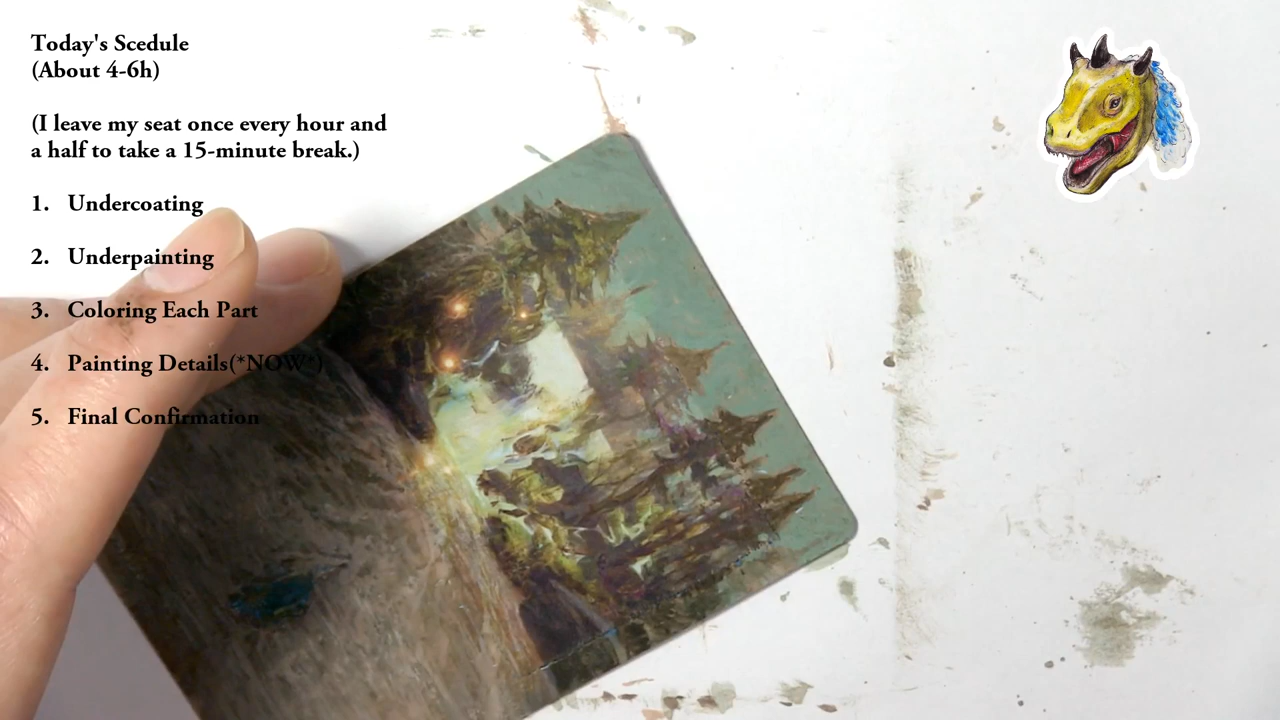 Today's Scedule
(About 4-6h)
(I leave my seat once every hour and
a half to take a 15-minute break.)
1. Undercoating
2. Underpainting
3. Coloring Each Part
4. Painting Details(*NOW*)
5. Final Confirmation